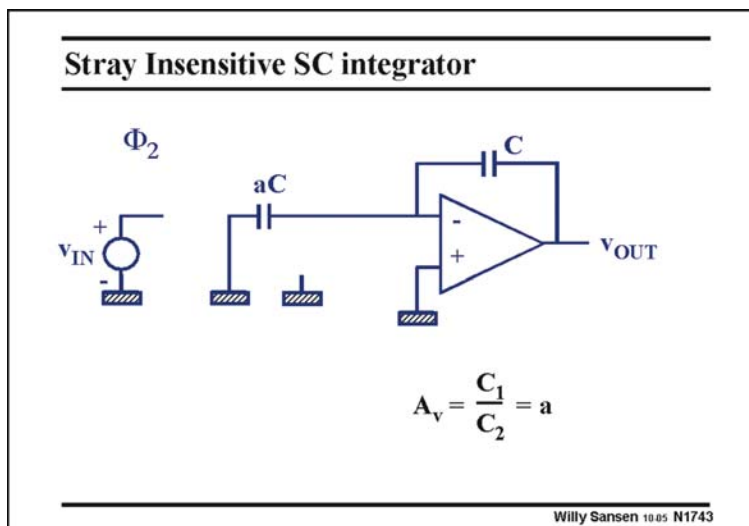 Stray Insensitive SC integrator
Φ₂
C
aC
+
vIN
-
-
+
vOUT
Av = C₁/C₂ = a
Willy Sansen 10-05 N1743